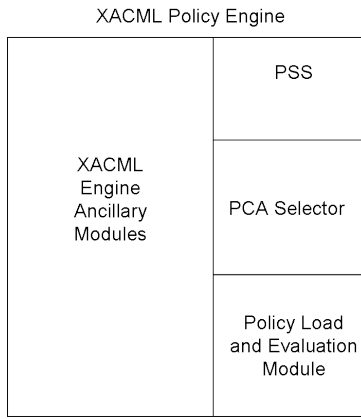 XACML Policy Engine
XACML
Engine
Ancillary
Modules
PSS
PCA Selector
Policy Load
and Evaluation
Module